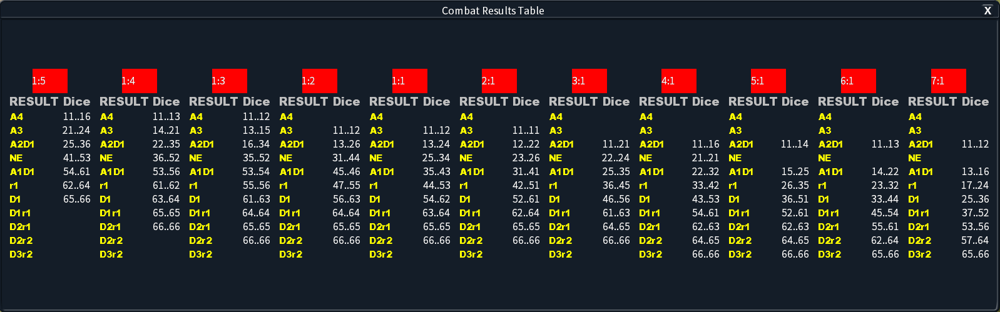 Combat Results Table X
1:5 1:4 1:3 1:2 1:1 2:1 3:1 4:1 5:1 6:1 7:1
RESULT Dice RESULT Dice RESULT Dice RESULT Dice RESULT Dice RESULT Dice RESULT Dice RESULT Dice RESULT Dice RESULT Dice RESULT Dice
A4 11..16 A4 11..13 A4 11..12 A4 A4 A4 A4 A4 A4 A4 A4
A3 21..24 A3 14..21 A3 13..15 A3 11..12 A3 11..12 A3 11..11 A3 A3 A3 A3 A3
A2D1 25..36 A2D1 22..35 A2D1 16..34 A2D1 13..26 A2D1 13..24 A2D1 12..22 A2D1 11..21 A2D1 11..16 A2D1 11..14 A2D1 11..13 A2D1 11..12
NE 41..53 NE 36..52 NE 35..52 NE 31..44 NE 25..34 NE 23..26 NE 22..24 NE 21..21 NE NE NE
A1D1 54..61 A1D1 53..56 A1D1 53..54 A1D1 45..46 A1D1 35..43 A1D1 31..41 A1D1 25..35 A1D1 22..32 A1D1 15..25 A1D1 14..22 A1D1 13..16
r1 62..64 r1 61..62 r1 55..56 r1 47..55 r1 44..53 r1 42..51 r1 36..45 r1 33..42 r1 26..35 r1 23..32 r1 17..24
D1 65..66 D1 63..64 D1 61..63 D1 56..63 D1 54..62 D1 52..61 D1 46..56 D1 43..53 D1 36..51 D1 33..44 D1 25..36
D1r1 D1r1 65..65 D1r1 64..64 D1r1 64..64 D1r1 63..64 D1r1 62..64 D1r1 61..63 D1r1 54..61 D1r1 52..61 D1r1 45..54 D1r1 37..52
D2r1 D2r1 66..66 D2r1 65..65 D2r1 65..65 D2r1 65..65 D2r1 65..65 D2r1 64..65 D2r1 62..63 D2r1 62..63 D2r1 55..61 D2r1 53..56
D2r2 D2r2 D2r2 66..66 D2r2 66..66 D2r2 66..66 D2r2 66..66 D2r2 66..66 D2r2 64..65 D2r2 64..65 D2r2 62..64 D2r2 57..64
D3r2 D3r2 D3r2 D3r2 D3r2 D3r2 D3r2 D3r2 66..66 D3r2 66..66 D3r2 65..66 D3r2 65..66